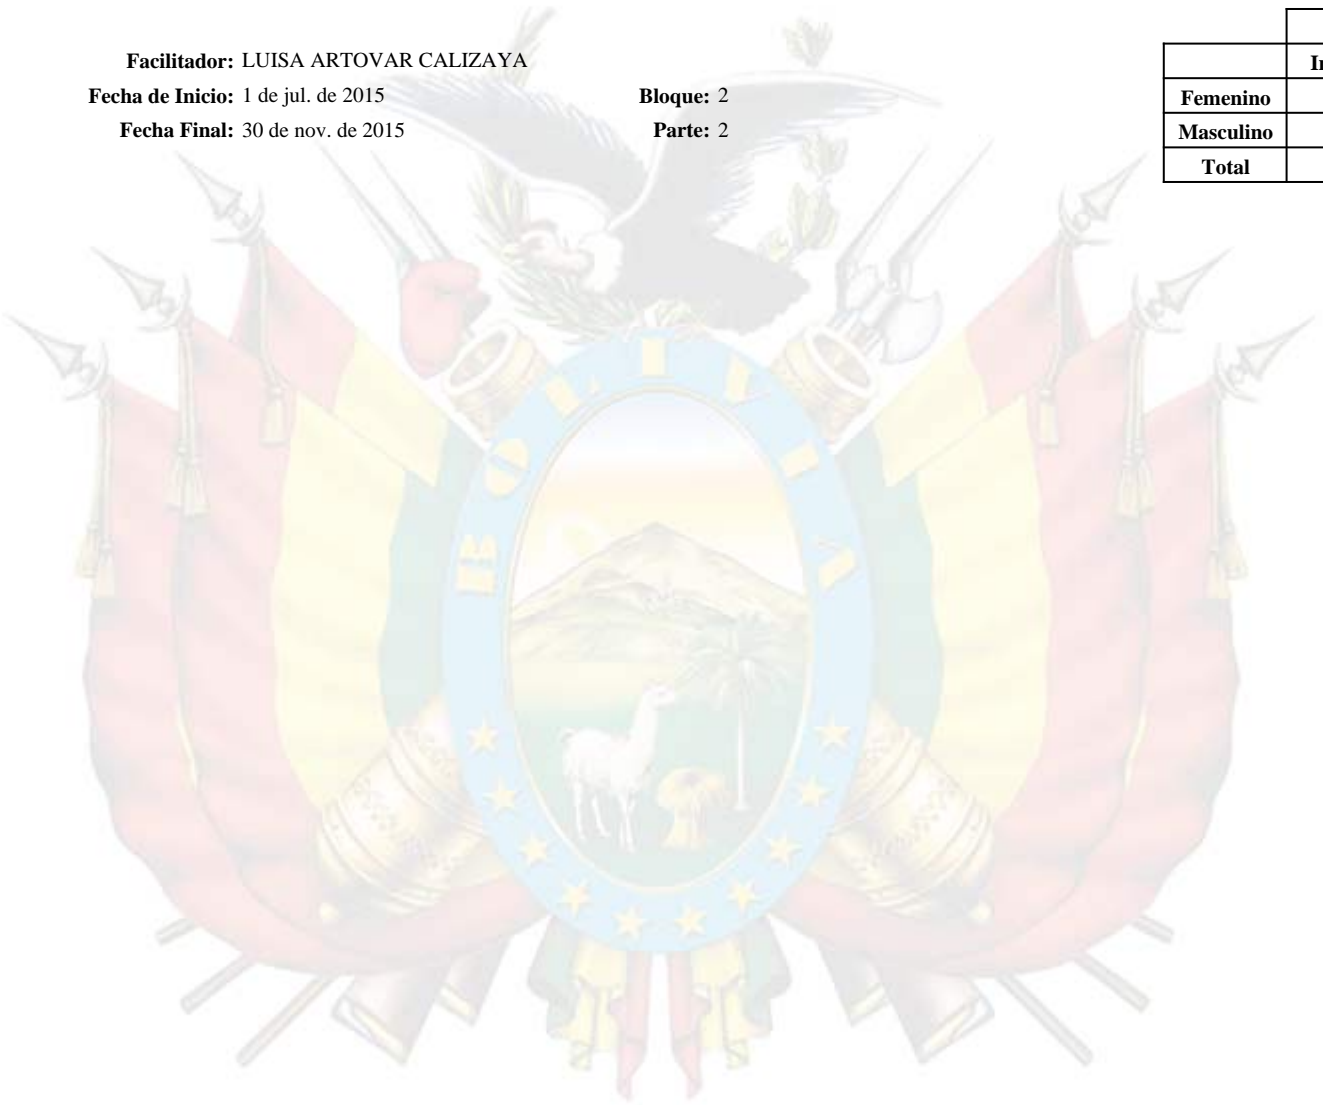 Facilitador: LUISA ARTOVAR CALIZAYA
Fecha de Inicio: 1 de jul. de 2015 Bloque: 2
Fecha Final: 30 de nov. de 2015 Parte: 2
Femenino
Masculino
Total
BOLIVIA